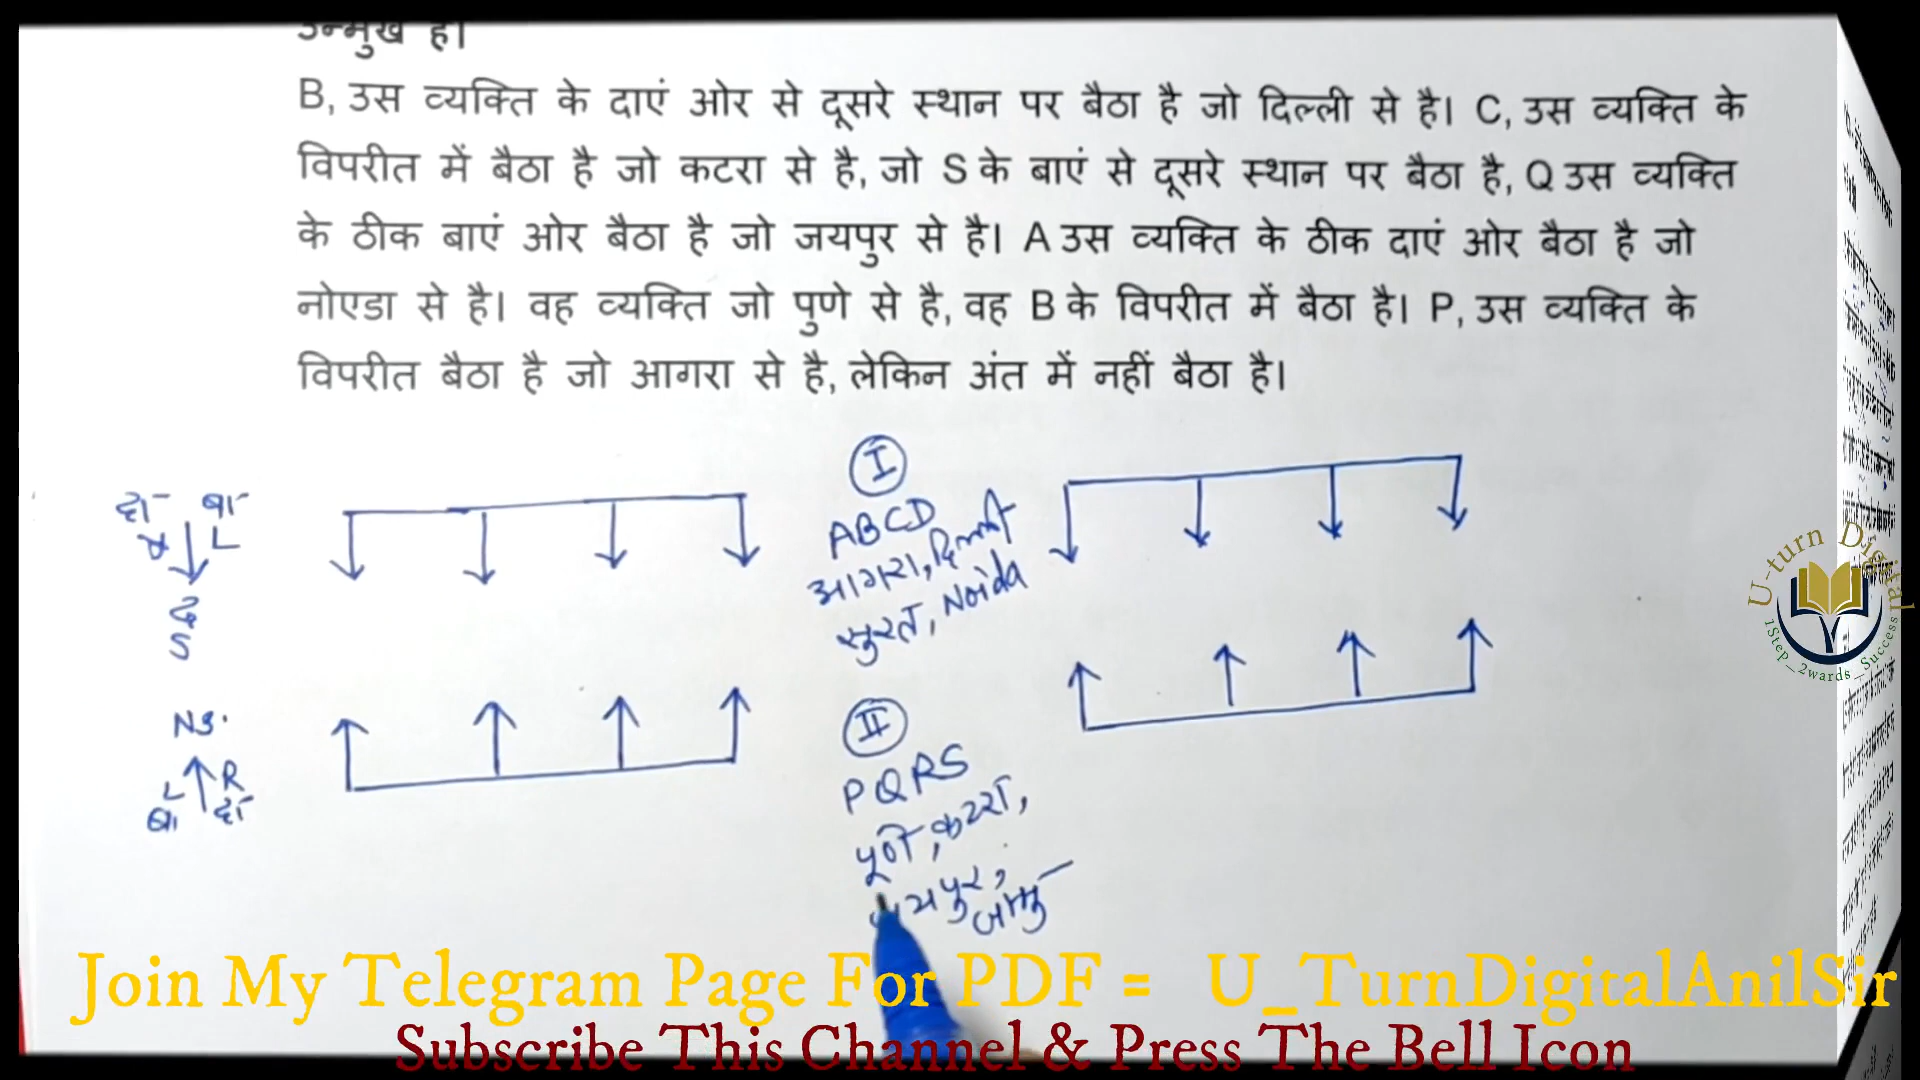 उन्मुख है।
B, उस व्यक्ति के दाएं ओर से दूसरे स्थान पर बैठा है जो दिल्ली से है। C, उस व्यक्ति के
विपरीत में बैठा है जो कटरा से है, जो S के बाएं से दूसरे स्थान पर बैठा है, Q उस व्यक्ति
के ठीक बाएं ओर बैठा है जो जयपुर से है। A उस व्यक्ति के ठीक दाएं ओर बैठा है जो
नोएडा से है। वह व्यक्ति जो पुणे से है, वह B के विपरीत में बैठा है। P, उस व्यक्ति के
विपरीत बैठा है जो आगरा से है, लेकिन अंत में नहीं बैठा है।
दा बा
L
द
S
I
ABCD
आगरा, दिल्ली
सुरत, Noida
N उ.
L R
बा दा
II
PQRS
पूणे, कटरा,
जयपुर,
जम्मु
U-turn Digital
1Step_2wards_Success
Join My Telegram Page For PDF = U_TurnDigitalAnilSir
Subscribe This Channel & Press The Bell Icon